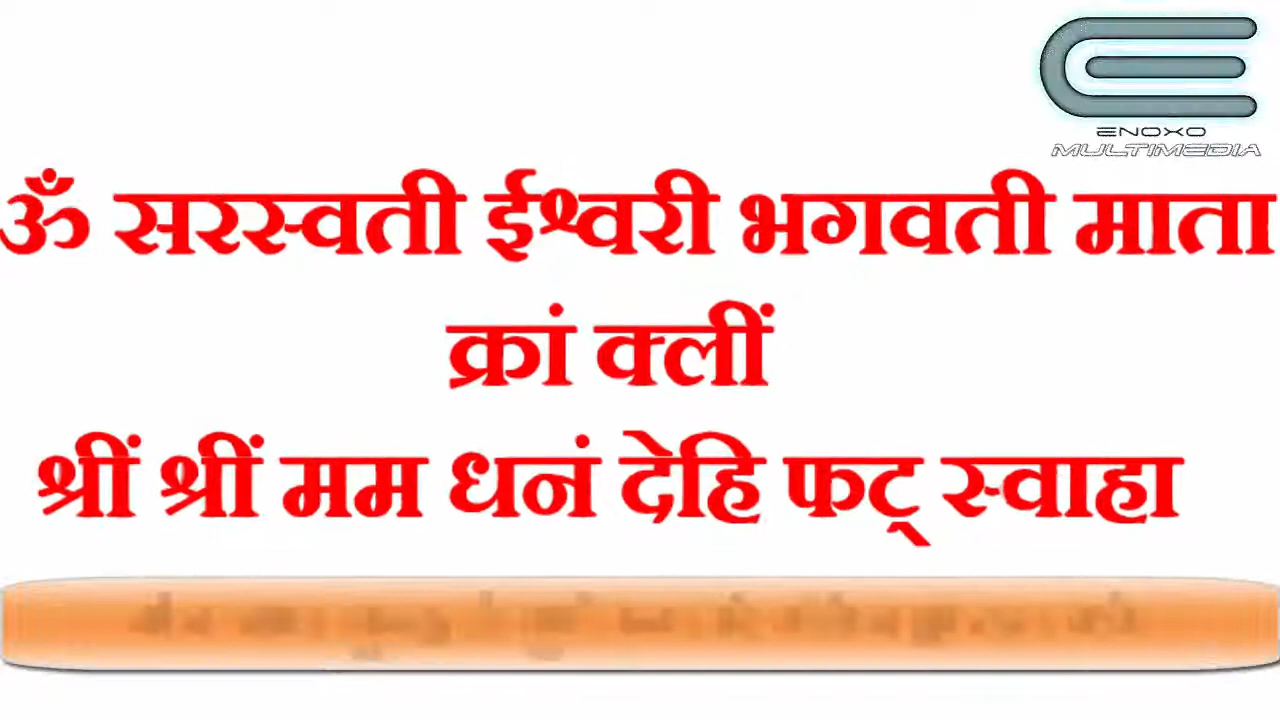 ENOXO
MULTIMEDIA
ॐ सरस्वती ईश्वरी भगवती माता
क्रां क्लीं
श्रीं श्रीं मम धनं देहि फट् स्वाहा